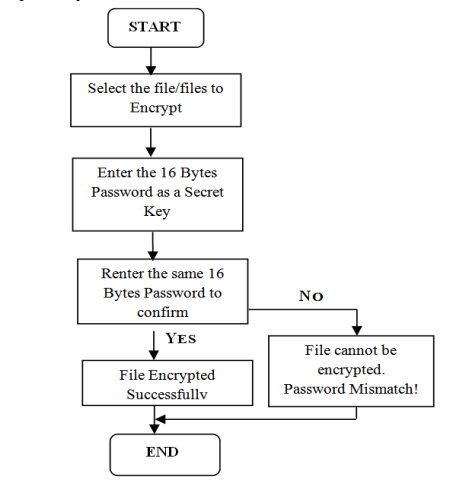 START
Select the file/files to
Encrypt
Enter the 16 Bytes
Password as a Secret
Key
Renter the same 16
Bytes Password to
confirm
NO
YES
File cannot be
encrypted.
Password Mismatch!
File Encrypted
Successfully
END